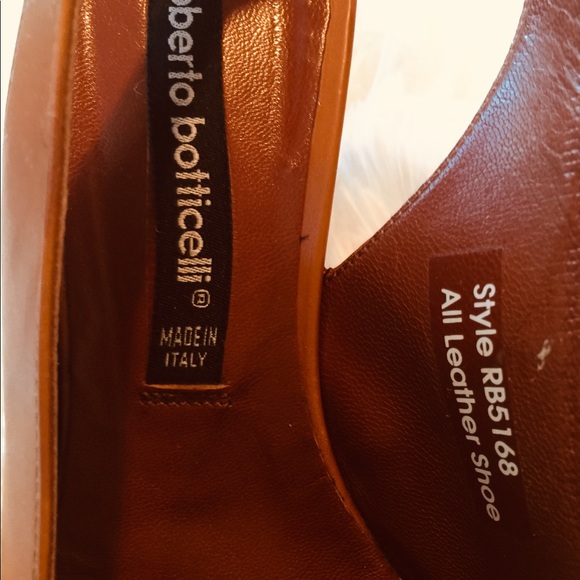 oberto botticelli®
MADE IN
ITALY
Style RB5168
All Leather Shoe